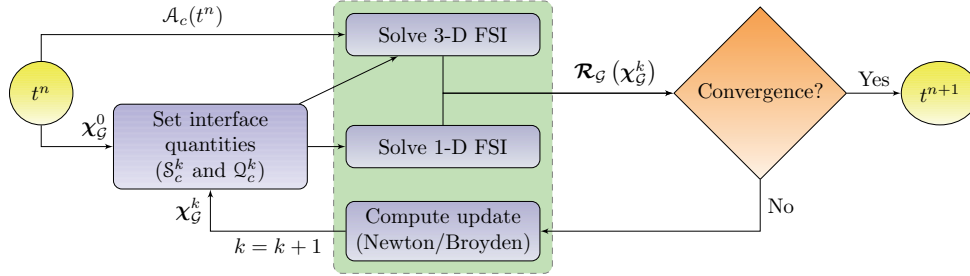 𝒜_c(t^n)
Solve 3-D FSI
t^n
𝓡_𝒢 (𝝌_𝒢^k)
Convergence?
Yes
t^{n+1}
𝝌_𝒢^0
Set interface
quantities
(𝒮_c^k and 𝒬_c^k)
Solve 1-D FSI
No
𝝌_𝒢^k
Compute update
(Newton/Broyden)
k = k + 1